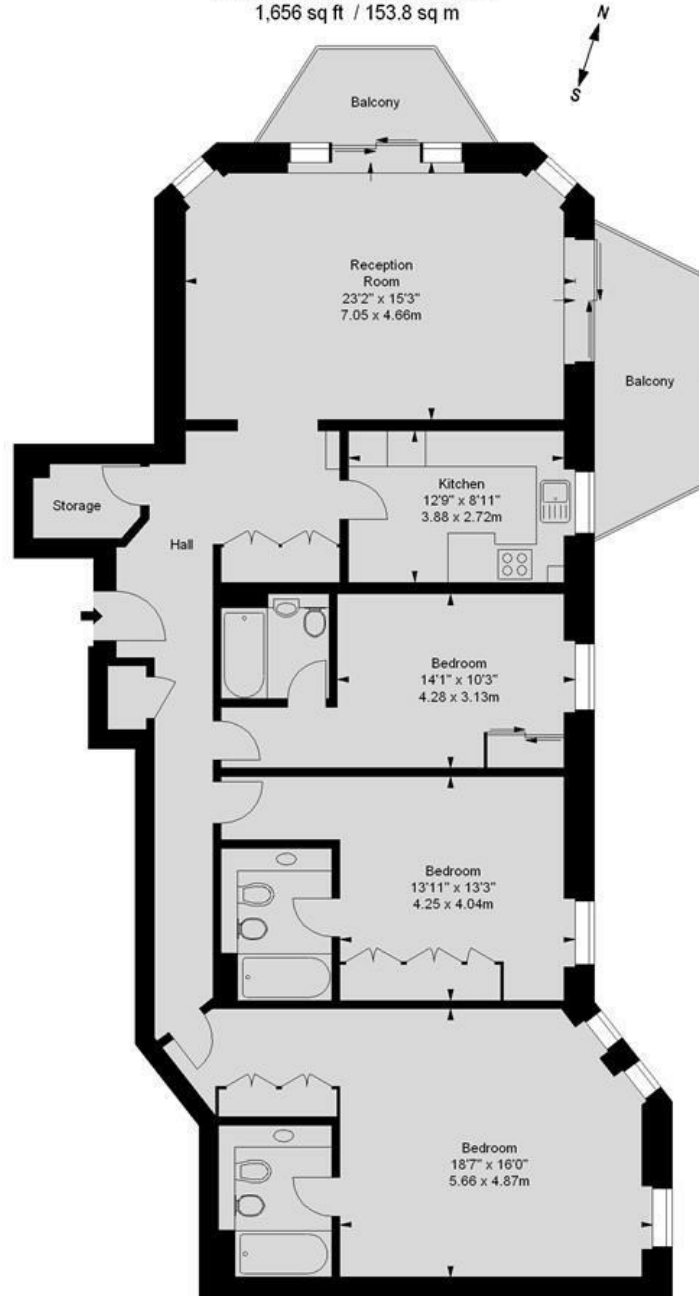 1,656 sq ft / 153.8 sq m
N
S
Balcony
Reception
Room
23'2" x 15'3"
7.05 x 4.66m
Balcony
Kitchen
12'9" x 8'11"
3.88 x 2.72m
Storage
Hall
Bedroom
14'1" x 10'3"
4.28 x 3.13m
Bedroom
13'11" x 13'3"
4.25 x 4.04m
Bedroom
18'7" x 16'0"
5.66 x 4.87m